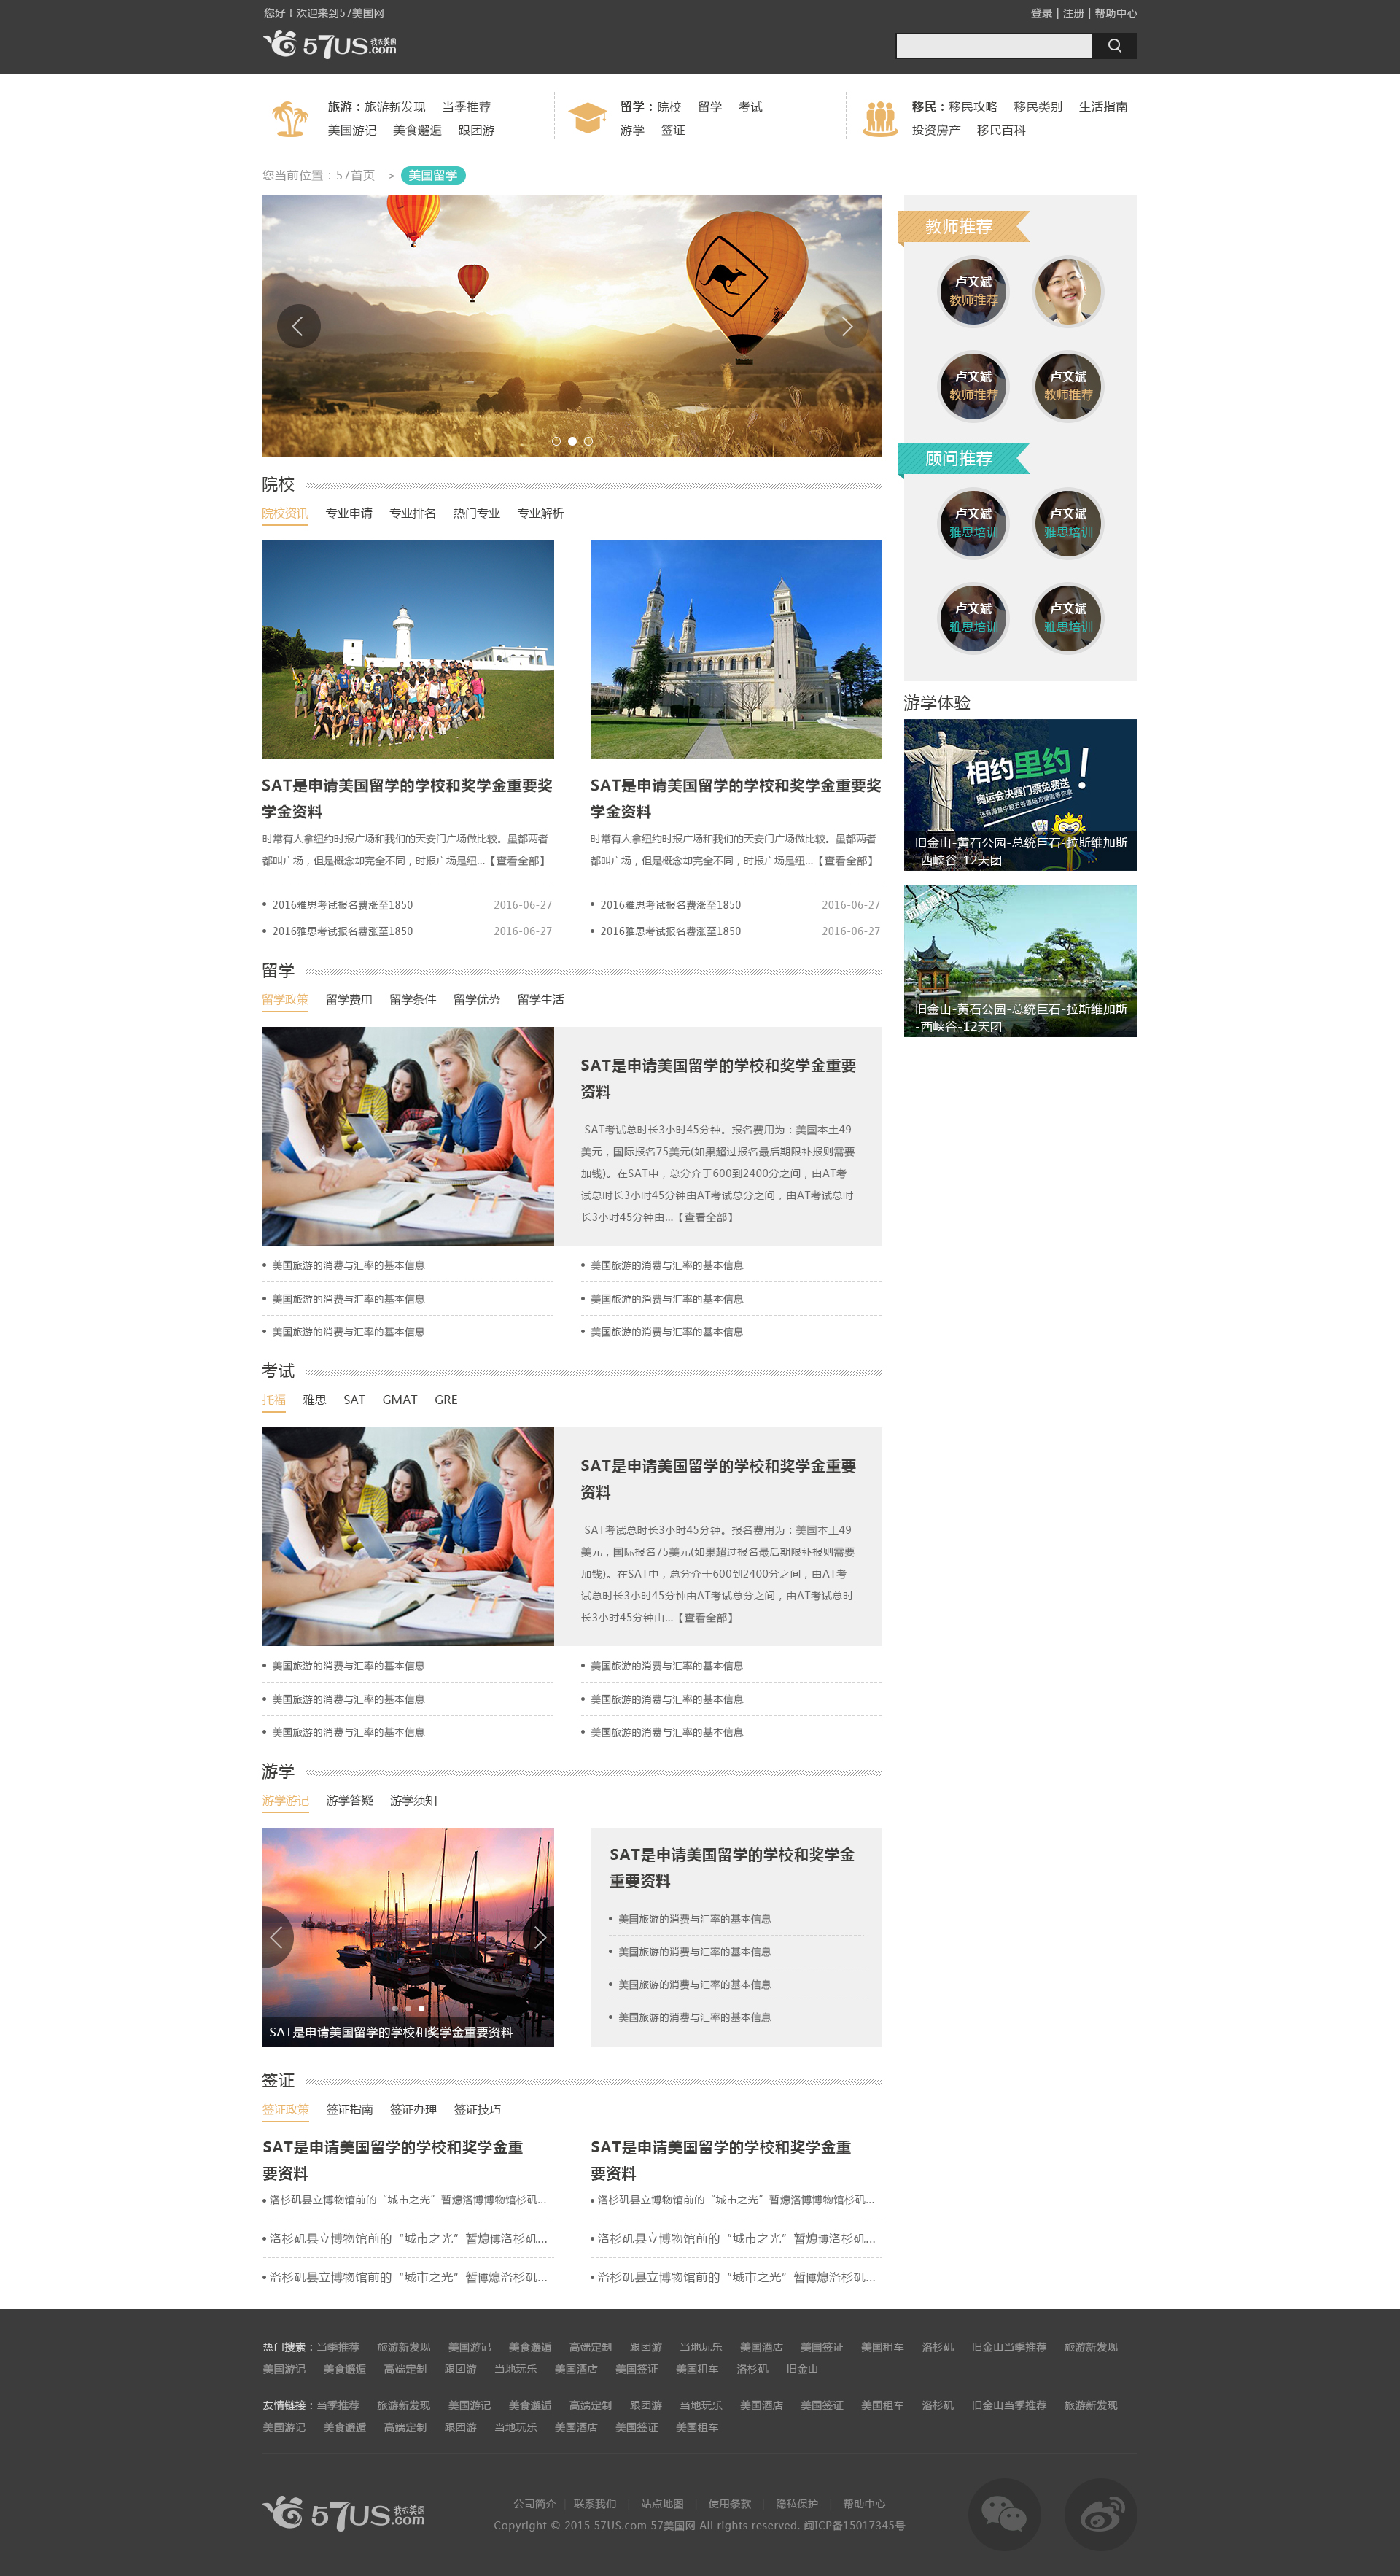 您好！欢迎来到57美国网
登录 | 注册 | 帮助中心
57US.com 我在美国
旅游：旅游新发现 当季推荐
美国游记 美食邂逅 跟团游
留学：院校 留学 考试
游学 签证
移民：移民攻略 移民类别 生活指南
投资房产 移民百科
您当前位置：57首页 > 美国留学
教师推荐
卢文斌
教师推荐
卢文斌
教师推荐
卢文斌
教师推荐
顾问推荐
卢文斌
雅思培训
卢文斌
雅思培训
卢文斌
雅思培训
卢文斌
雅思培训
院校
院校资讯 专业申请 专业排名 热门专业 专业解析
SAT是申请美国留学的学校和奖学金重要奖
学金资料
时常有人拿纽约时报广场和我们的天安门广场做比较。虽都两者
都叫广场，但是概念却完全不同，时报广场是纽...【查看全部】
2016雅思考试报名费涨至1850 2016-06-27
2016雅思考试报名费涨至1850 2016-06-27
SAT是申请美国留学的学校和奖学金重要奖
学金资料
时常有人拿纽约时报广场和我们的天安门广场做比较。虽都两者
都叫广场，但是概念却完全不同，时报广场是纽...【查看全部】
2016雅思考试报名费涨至1850 2016-06-27
2016雅思考试报名费涨至1850 2016-06-27
游学体验
相约里约！
奥运会决赛门票免费送
旧金山-黄石公园-总统巨石-拉斯维加斯
-西峡谷-12天团
旧金山-黄石公园-总统巨石-拉斯维加斯
-西峡谷-12天团
留学
留学政策 留学费用 留学条件 留学优势 留学生活
SAT是申请美国留学的学校和奖学金重要
资料
SAT考试总时长3小时45分钟。报名费用为：美国本土49
美元，国际报名75美元(如果超过报名最后期限补报则需要
加钱)。在SAT中，总分介于600到2400分之间，由AT考
试总时长3小时45分钟由AT考试总分之间，由AT考试总时
长3小时45分钟由...【查看全部】
美国旅游的消费与汇率的基本信息
美国旅游的消费与汇率的基本信息
美国旅游的消费与汇率的基本信息
美国旅游的消费与汇率的基本信息
美国旅游的消费与汇率的基本信息
美国旅游的消费与汇率的基本信息
考试
托福 雅思 SAT GMAT GRE
SAT是申请美国留学的学校和奖学金重要
资料
SAT考试总时长3小时45分钟。报名费用为：美国本土49
美元，国际报名75美元(如果超过报名最后期限补报则需要
加钱)。在SAT中，总分介于600到2400分之间，由AT考
试总时长3小时45分钟由AT考试总分之间，由AT考试总时
长3小时45分钟由...【查看全部】
美国旅游的消费与汇率的基本信息
美国旅游的消费与汇率的基本信息
美国旅游的消费与汇率的基本信息
美国旅游的消费与汇率的基本信息
美国旅游的消费与汇率的基本信息
美国旅游的消费与汇率的基本信息
游学
游学游记 游学答疑 游学须知
SAT是申请美国留学的学校和奖学金重要资料
SAT是申请美国留学的学校和奖学金
重要资料
美国旅游的消费与汇率的基本信息
美国旅游的消费与汇率的基本信息
美国旅游的消费与汇率的基本信息
美国旅游的消费与汇率的基本信息
签证
签证政策 签证指南 签证办理 签证技巧
SAT是申请美国留学的学校和奖学金重
要资料
洛杉矶县立博物馆前的“城市之光”暂熄洛博博物馆杉矶...
洛杉矶县立博物馆前的“城市之光”暂熄博洛杉矶...
洛杉矶县立博物馆前的“城市之光”暂博熄洛杉矶...
SAT是申请美国留学的学校和奖学金重
要资料
洛杉矶县立博物馆前的“城市之光”暂熄洛博博物馆杉矶...
洛杉矶县立博物馆前的“城市之光”暂熄博洛杉矶...
洛杉矶县立博物馆前的“城市之光”暂博熄洛杉矶...
热门搜索：当季推荐 旅游新发现 美国游记 美食邂逅 高端定制 跟团游 当地玩乐 美国酒店 美国签证 美国租车 洛杉矶 旧金山当季推荐 旅游新发现
美国游记 美食邂逅 高端定制 跟团游 当地玩乐 美国酒店 美国签证 美国租车 洛杉矶 旧金山
友情链接：当季推荐 旅游新发现 美国游记 美食邂逅 高端定制 跟团游 当地玩乐 美国酒店 美国签证 美国租车 洛杉矶 旧金山当季推荐 旅游新发现
美国游记 美食邂逅 高端定制 跟团游 当地玩乐 美国酒店 美国签证 美国租车
57US.com 我在美国
公司简介 | 联系我们 | 站点地图 | 使用条款 | 隐私保护 | 帮助中心
Copyright © 2015 57US.com 57美国网 All rights reserved. 闽ICP备15017345号